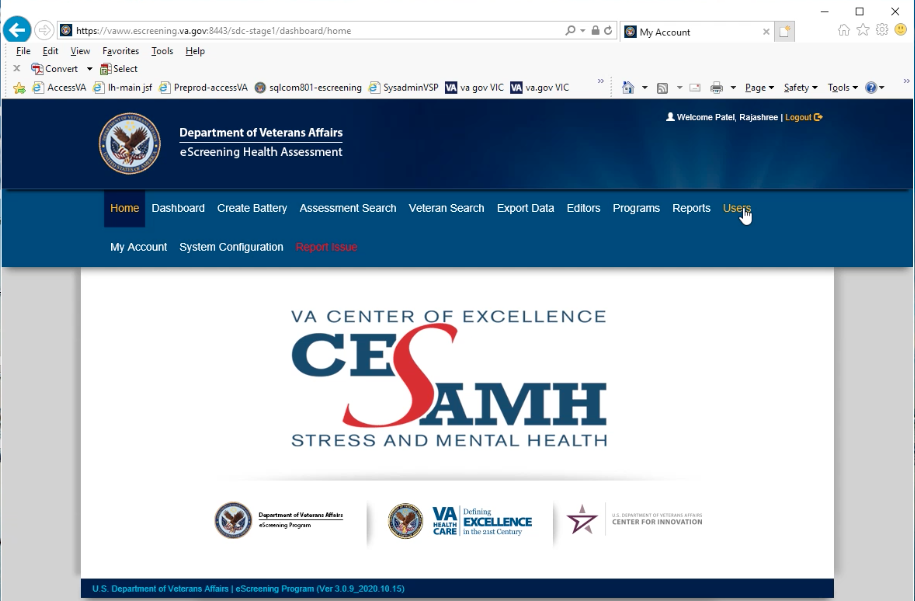 https://vaww.escreening.va.gov:8443/sdc-stage1/dashboard/home
My Account
File Edit View Favorites Tools Help
Convert Select
AccessVA lh-main jsf Preprod-accessVA sqlcom801-escreening SysadminVSP VA va gov VIC VA va.gov VIC » Page Safety Tools »
Department of Veterans Affairs
eScreening Health Assessment
Welcome Patel, Rajashree | Logout
Home Dashboard Create Battery Assessment Search Veteran Search Export Data Editors Programs Reports Users
My Account System Configuration Report Issue
VA CENTER OF EXCELLENCE
CESAMH
STRESS AND MENTAL HEALTH
Department of Veterans Affairs
eScreening Program
VA
HEALTH
CARE
Defining
EXCELLENCE
in the 21st Century
U.S. DEPARTMENT OF VETERANS AFFAIRS
CENTER FOR INNOVATION
U.S. Department of Veterans Affairs | eScreening Program (Ver 3.0.9_2020.10.15)